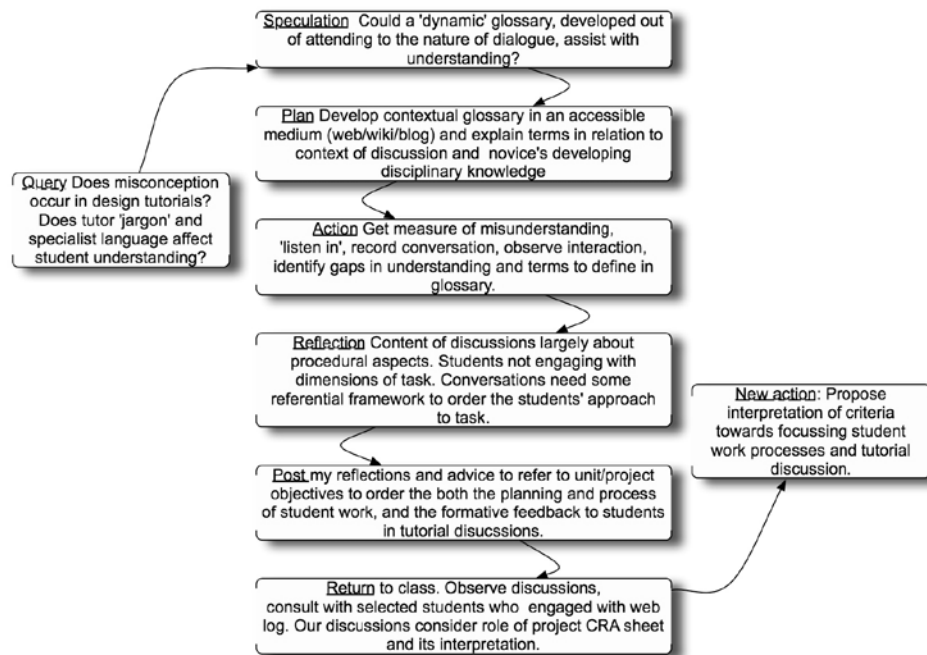 Speculation Could a 'dynamic' glossary, developed out
of attending to the nature of dialogue, assist with
understanding?
Plan Develop contextual glossary in an accessible
medium (web/wiki/blog) and explain terms in relation to
context of discussion and novice's developing
disciplinary knowledge
Query Does misconception
occur in design tutorials?
Does tutor 'jargon' and
specialist language affect
student understanding?
Action Get measure of misunderstanding,
'listen in', record conversation, observe interaction,
identify gaps in understanding and terms to define in
glossary.
Reflection Content of discussions largely about
procedural aspects. Students not engaging with
dimensions of task. Conversations need some
referential framework to order the students' approach
to task.
New action: Propose
interpretation of criteria
towards focussing student
work processes and tutorial
discussion.
Post my reflections and advice to refer to unit/project
objectives to order the both the planning and process
of student work, and the formative feedback to students
in tutorial disucssions.
Return to class. Observe discussions,
consult with selected students who engaged with web
log. Our discussions consider role of project CRA sheet
and its interpretation.